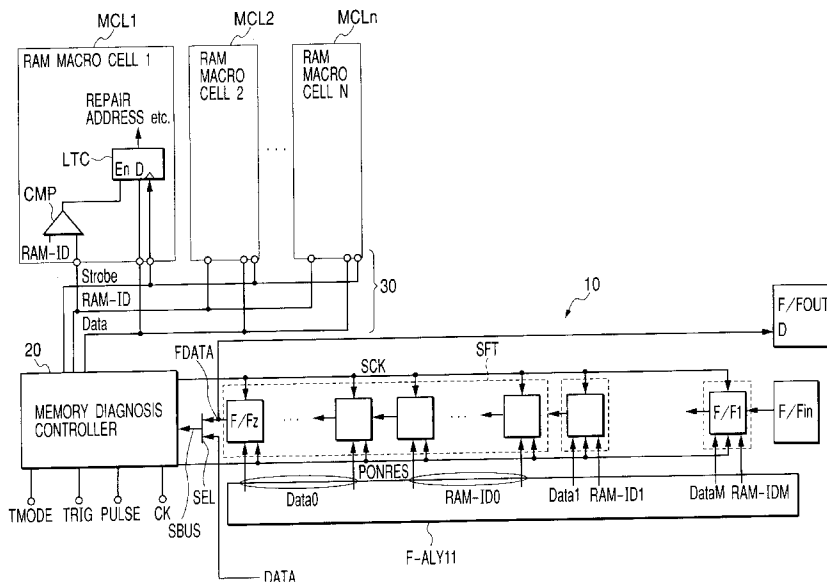 MCL1
MCL2
MCLn
RAM MACRO CELL 1
RAM
MACRO
CELL 2
RAM
MACRO
CELL N
REPAIR
ADDRESS etc.
LTC
En D
CMP
RAM-ID
Strobe
RAM-ID
Data
30
10
F/FOUT
D
20
FDATA
SCK
SFT
MEMORY DIAGNOSIS
CONTROLLER
F/Fz
F/F1
F/Fin
PONRES
SEL
SBUS
TMODE
TRIG
PULSE
CK
Data0
RAM-ID0
Data1
RAM-ID1
DataM
RAM-IDM
F-ALY11
DATA